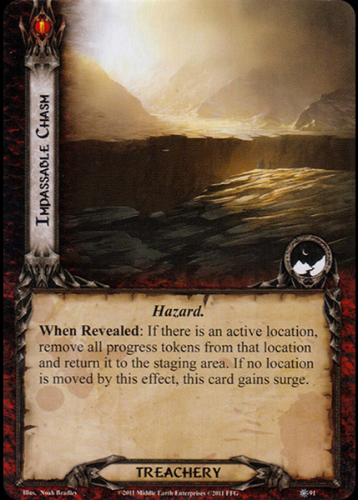 IMPASSABLE CHASM
Hazard.
When Revealed: If there is an active location,
remove all progress tokens from that location
and return it to the staging area. If no location
is moved by this effect, this card gains surge.
TREACHERY
Illus. Noah Bradley ©2011 Middle Earth Enterprises ©2011 FFG 91